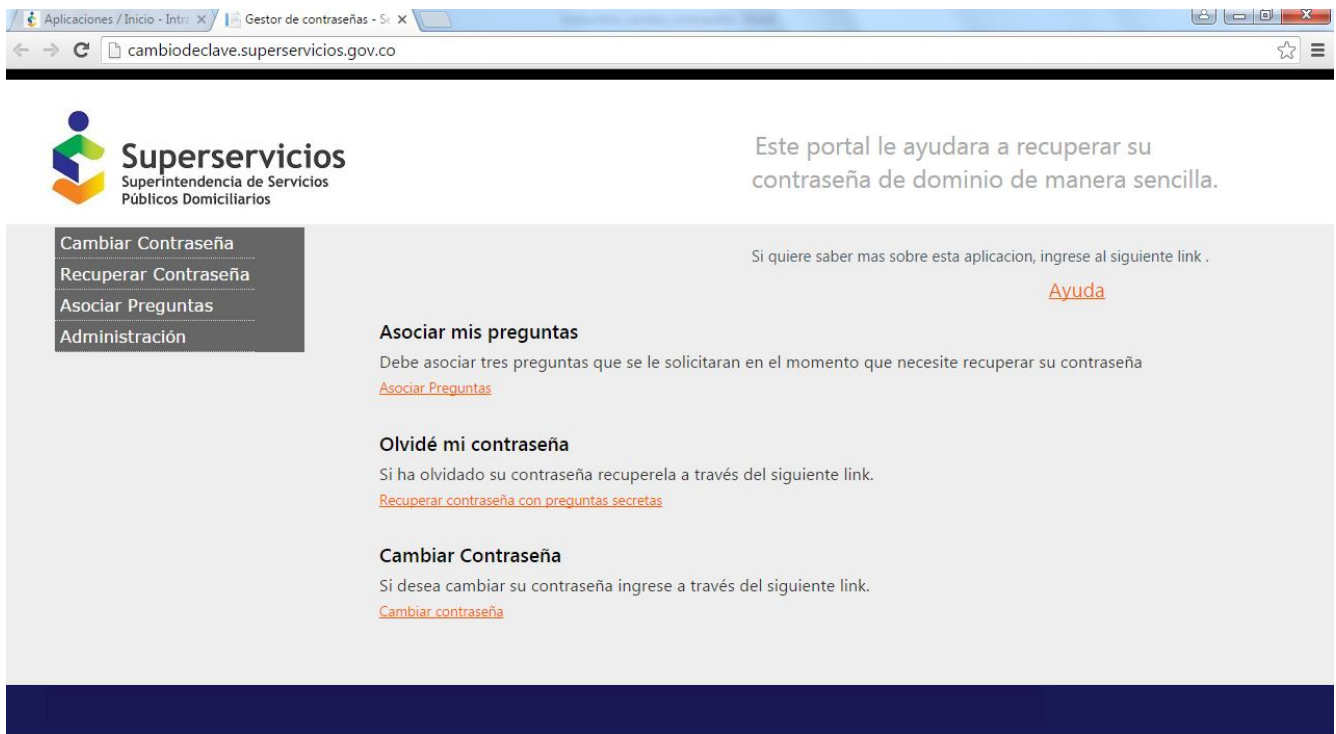 Aplicaciones / Inicio - Intr
Gestor de contraseñas - Se
cambiodeclave.superservicios.gov.co
Superservicios
Superintendencia de Servicios
Públicos Domiciliarios
Este portal le ayudara a recuperar su
contraseña de dominio de manera sencilla.
Cambiar Contraseña
Recuperar Contraseña
Asociar Preguntas
Administración
Si quiere saber mas sobre esta aplicacion, ingrese al siguiente link .
Ayuda
Asociar mis preguntas
Debe asociar tres preguntas que se le solicitaran en el momento que necesite recuperar su contraseña
Asociar Preguntas
Olvidé mi contraseña
Si ha olvidado su contraseña recuperela a través del siguiente link.
Recuperar contraseña con preguntas secretas
Cambiar Contraseña
Si desea cambiar su contraseña ingrese a través del siguiente link.
Cambiar contraseña